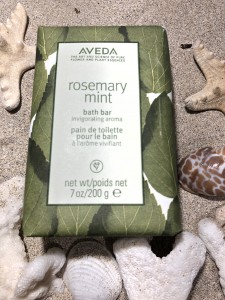 AVEDA
THE ART AND SCIENCE OF PURE
FLOWER AND PLANT ESSENCES
rosemary
mint
bath bar
invigorating aroma
pain de toilette
pour le bain
à l'arôme vivifiant
net wt/poids net
7 oz/200 g ℮